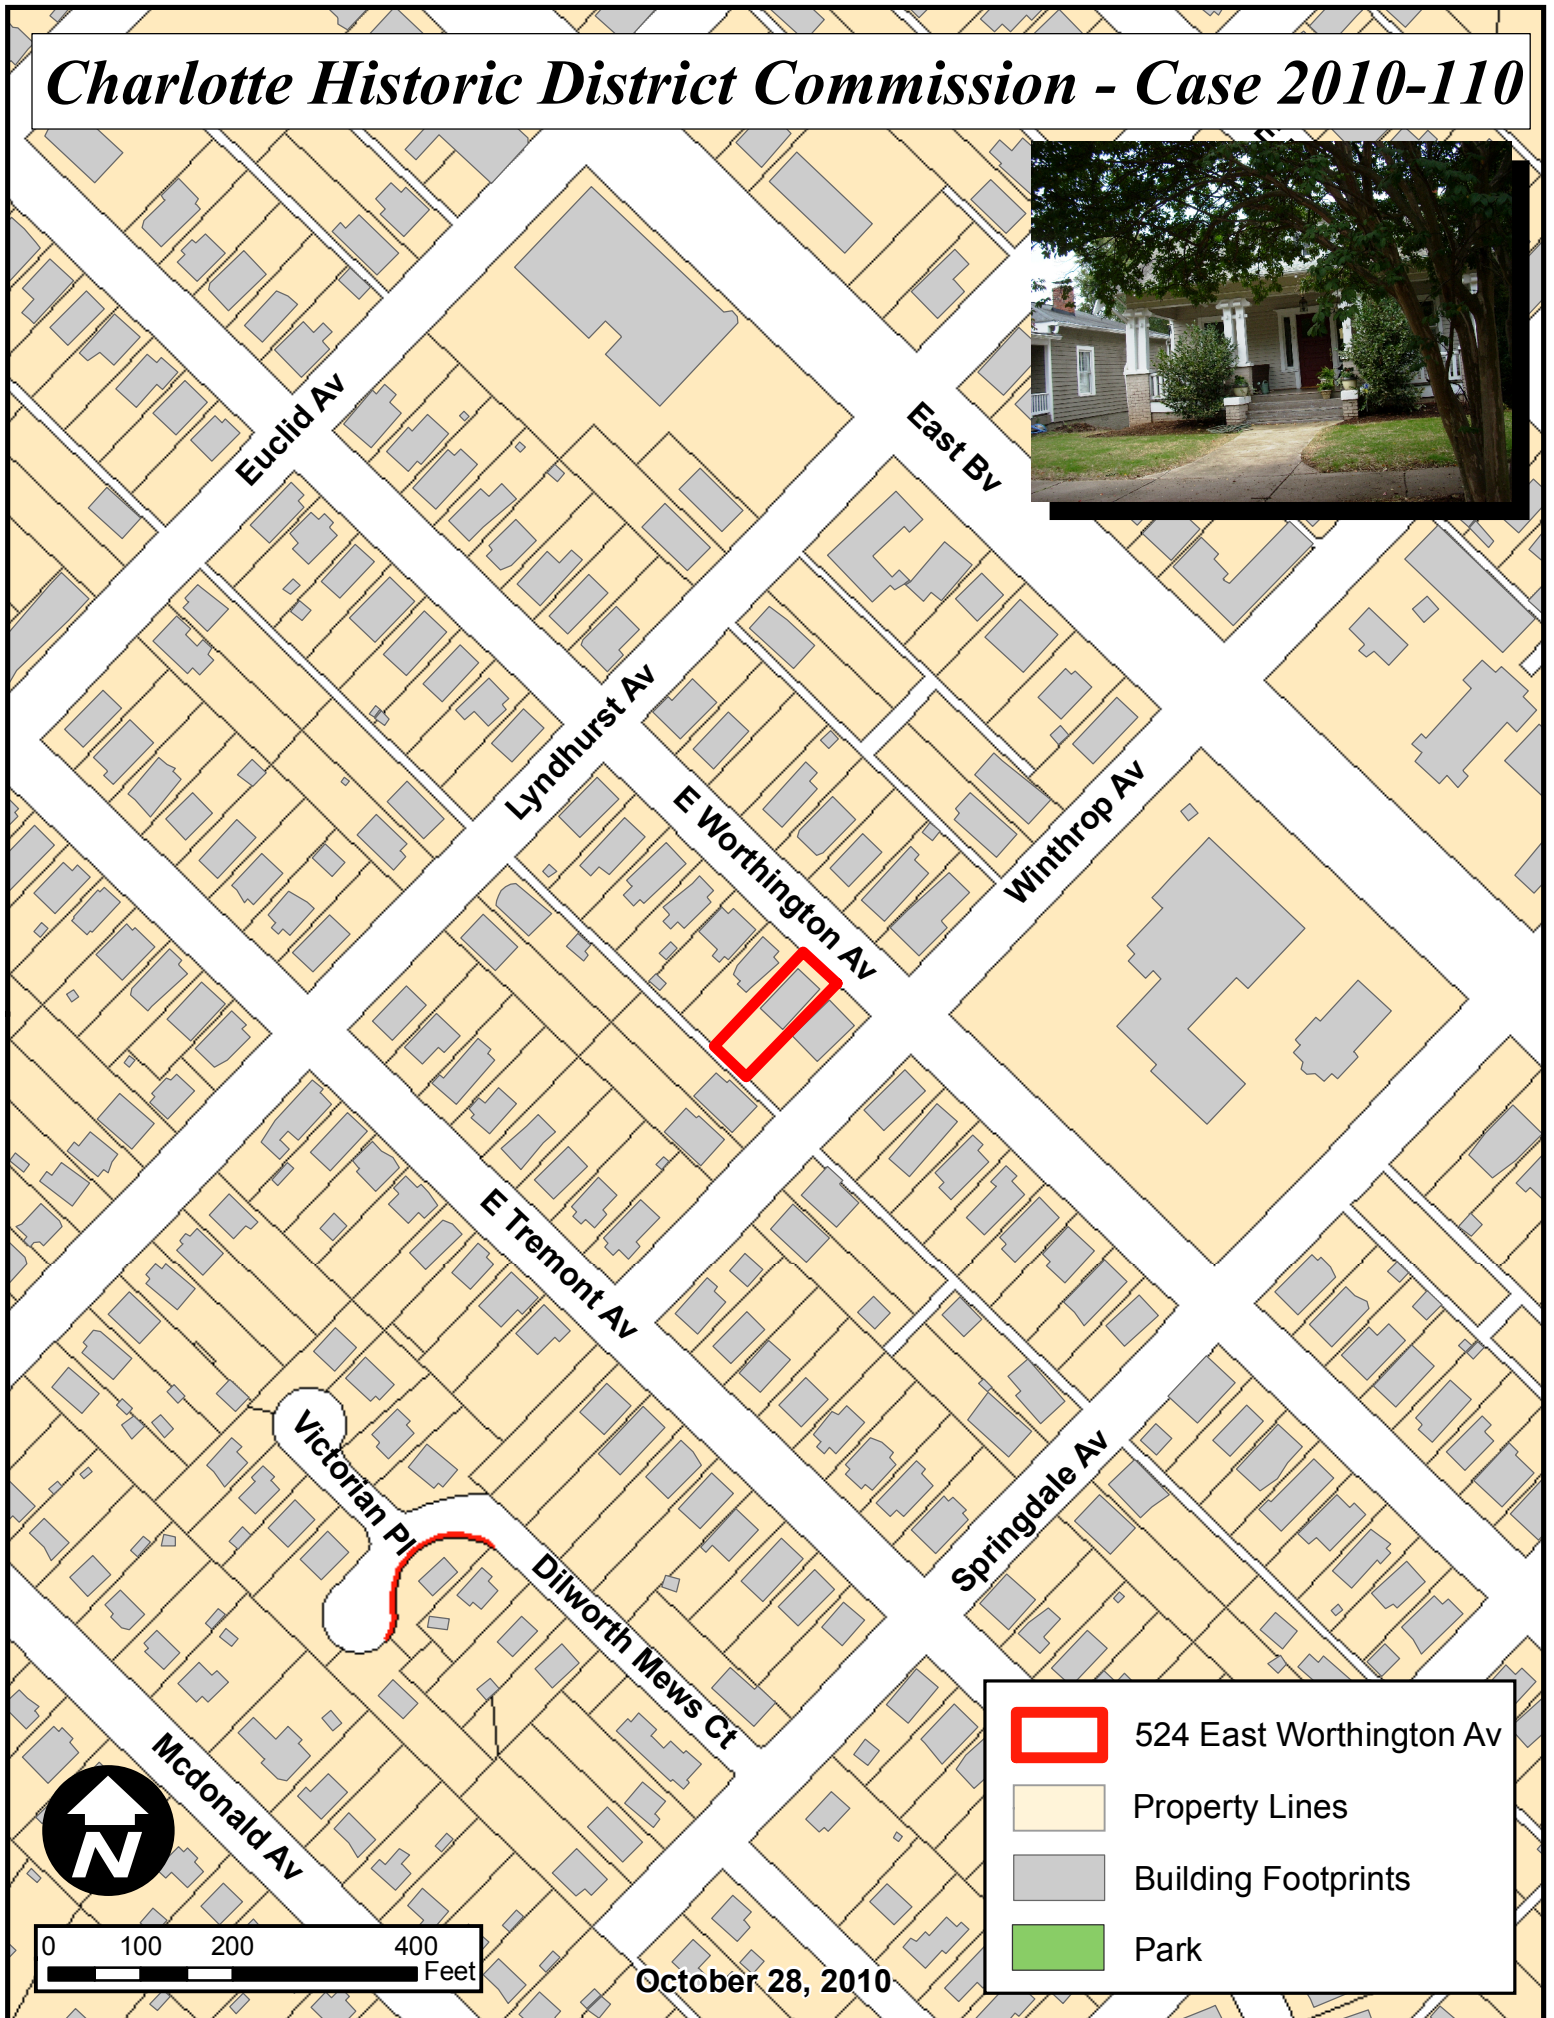 Charlotte Historic District Commission - Case 2010-110
Euclid Av
East Bv
Lyndhurst Av
E Worthington Av
Winthrop Av
E Tremont Av
Victorian Pl
Springdale Av
Dilworth Mews Ct
Mcdonald Av
524 East Worthington Av
Property Lines
Building Footprints
Park
N
0 100 200 400
Feet
October 28, 2010